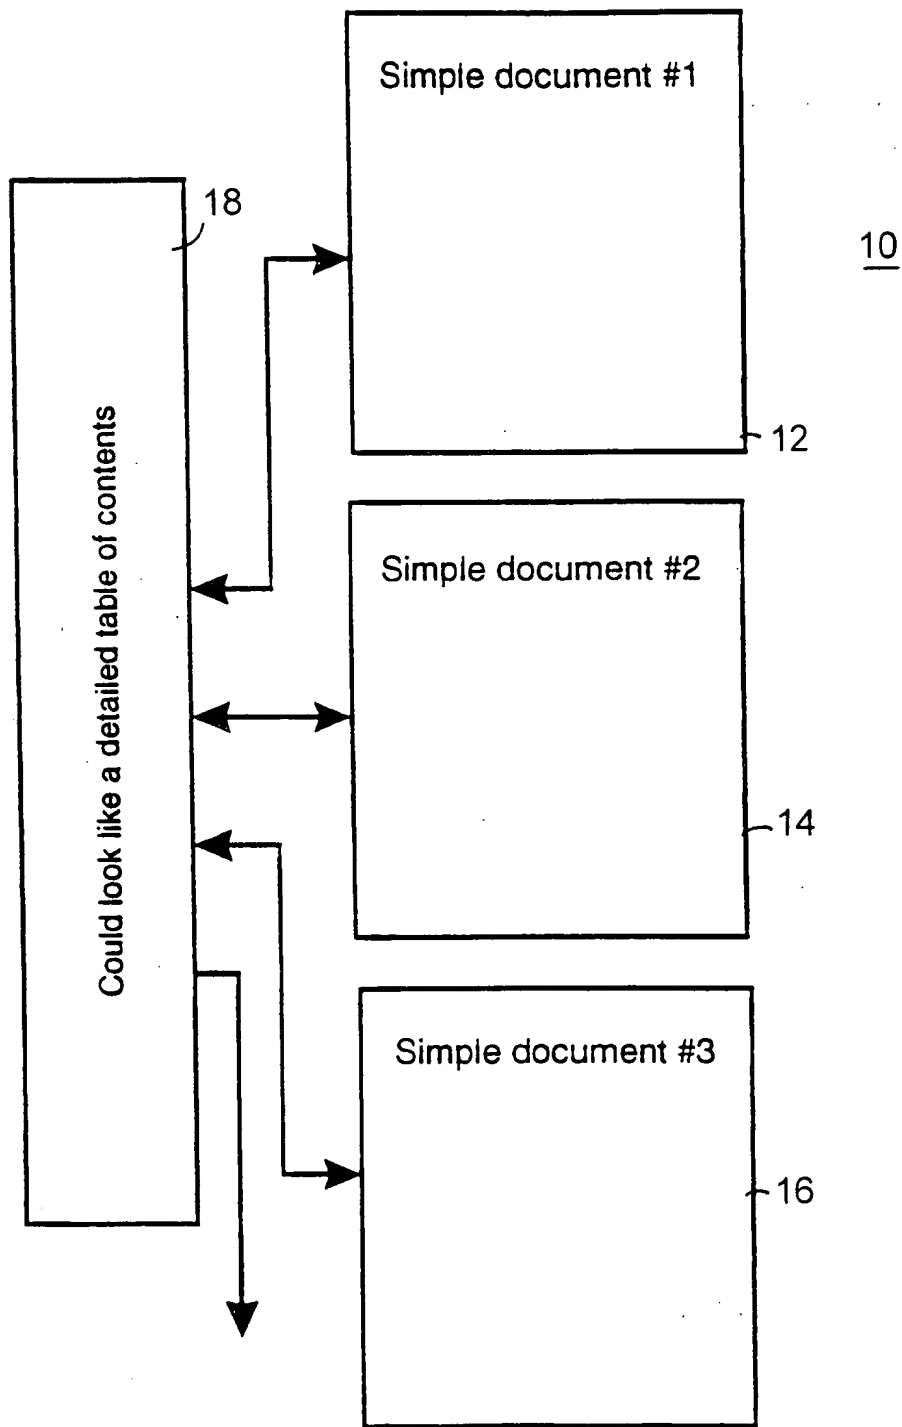 Simple document #1
18
10
Could look like a detailed table of contents
12
Simple document #2
14
Simple document #3
16